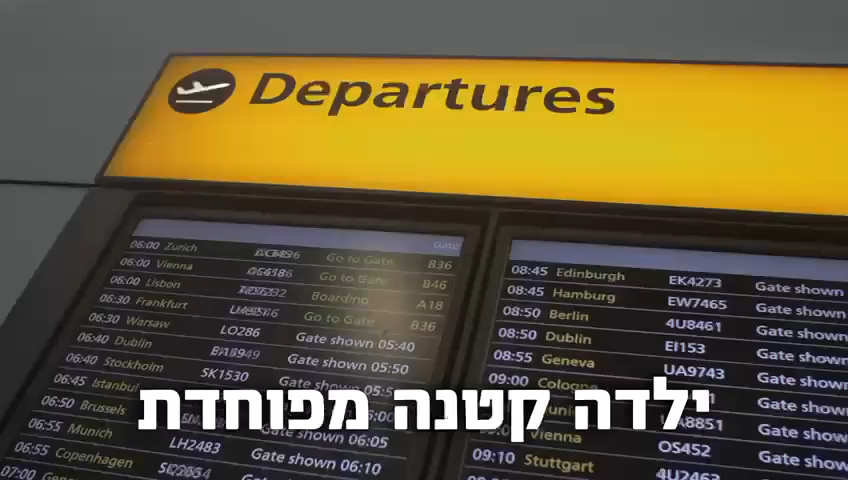 Departures
Gate
06:00 Zurich Go to Gate B36
06:00 Vienna Go to Gate B46
06:00 Lisbon Boarding A18
06:30 Frankfurt Go to Gate B36
06:30 Warsaw LO286 Gate shown 05:40
06:40 Dublin Gate shown 05:50
06:40 Stockholm SK1530 Gate shown
06:45 Istanbul
06:50 Brussels
06:55 Munich LH2483 Gate shown 06:05
06:55 Copenhagen Gate shown 06:10
07:00
08:45 Edinburgh EK4273 Gate shown
08:45 Hamburg EW7465 Gate shown
08:50 Berlin 4U8461 Gate shown
08:50 Dublin EI153 Gate shown
08:55 Geneva UA9743 Gate shown
09:00 Cologne Gate shown
Gate shown
Vienna OS452 Gate shown
09:10 Stuttgart 4U2463 Gate shown
ילדה קטנה מפוחדת